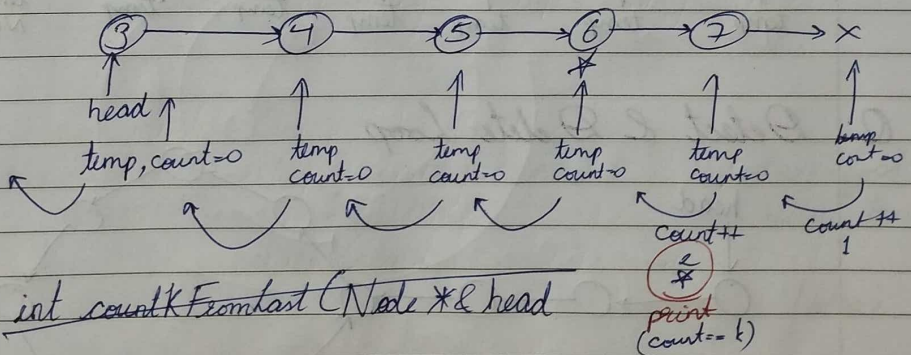 3 4 5 6 7 x
head
temp, count=0
temp
count=0
temp
count=0
temp
count=0
temp
count=0
temp
cont=0
count++
2
print
(count==k)
count++
1
int countKFromlast (Node *& head